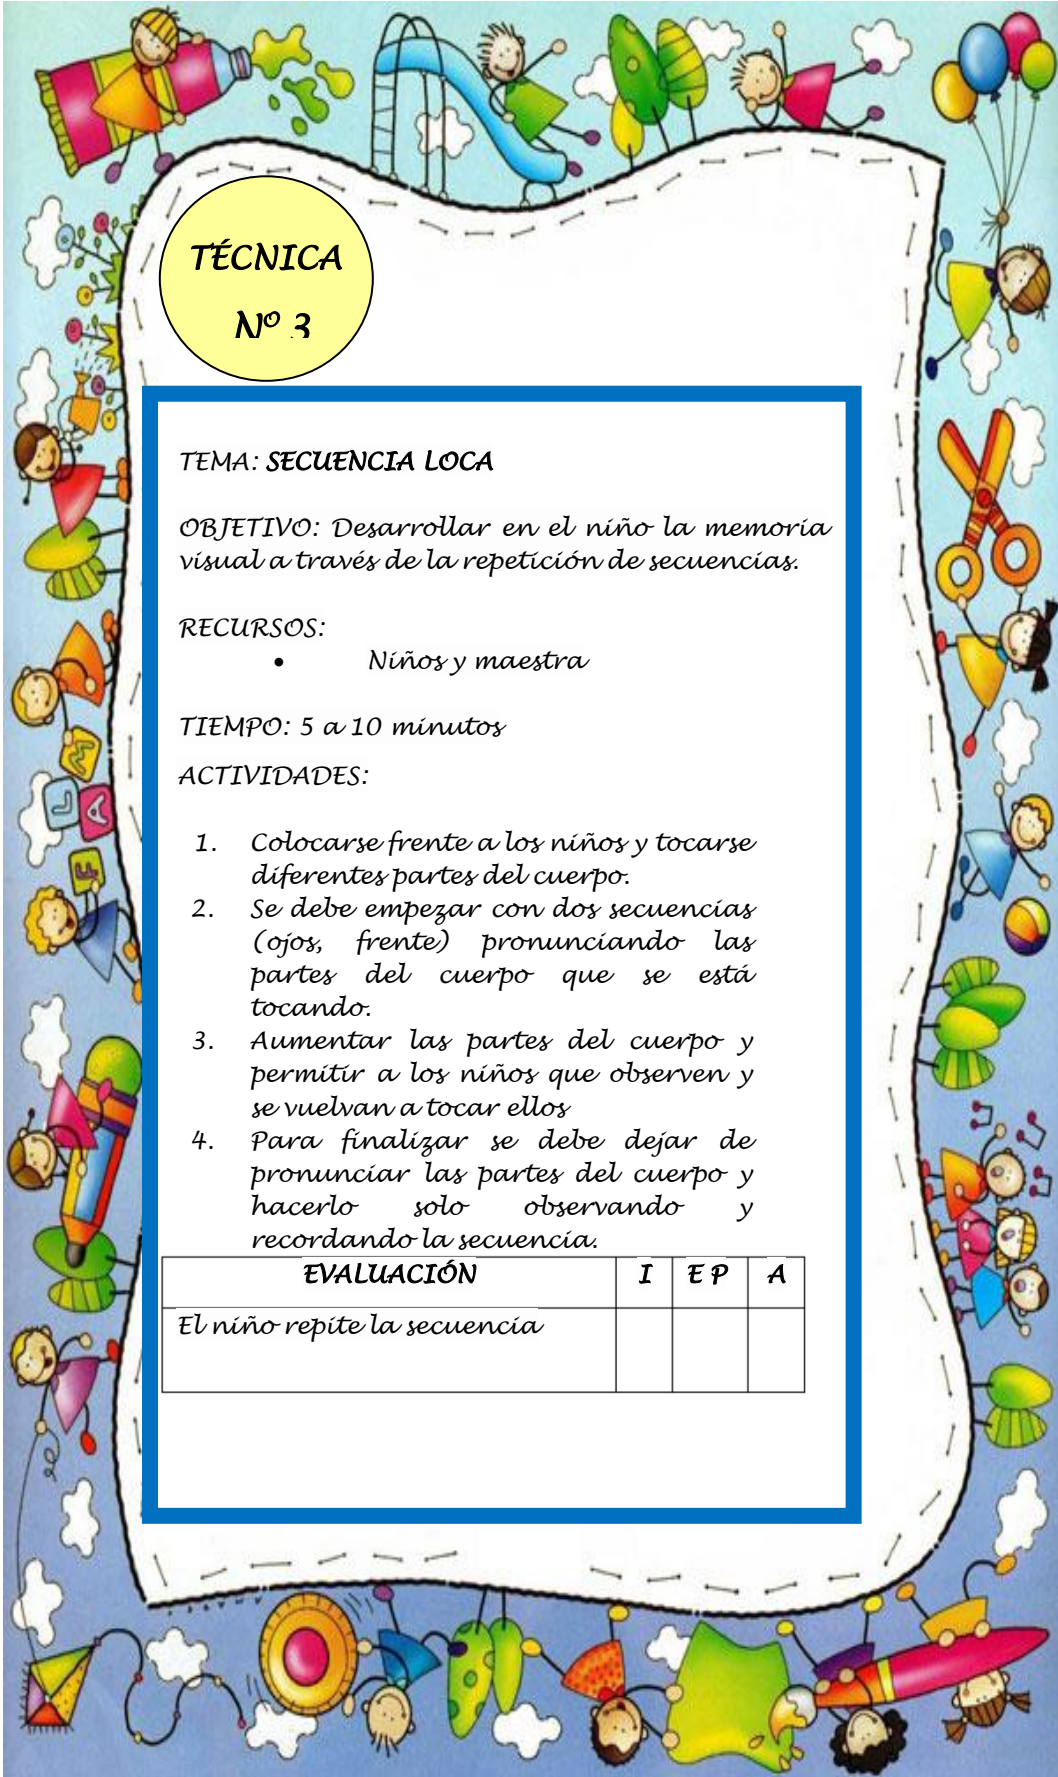 TÉCNICA
Nº 3
TEMA: SECUENCIA LOCA
OBJETIVO: Desarrollar en el niño la memoria
visual a través de la repetición de secuencias.
RECURSOS:
• Niños y maestra
TIEMPO: 5 a 10 minutos
ACTIVIDADES:
1. Colocarse frente a los niños y tocarse
diferentes partes del cuerpo.
2. Se debe empezar con dos secuencias
(ojos, frente) pronunciando las
partes del cuerpo que se está
tocando.
3. Aumentar las partes del cuerpo y
permitir a los niños que observen y
se vuelvan a tocar ellos
4. Para finalizar se debe dejar de
pronunciar las partes del cuerpo y
hacerlo solo observando y
recordando la secuencia.
EVALUACIÓN I E P A
El niño repite la secuencia
M
L
A
F